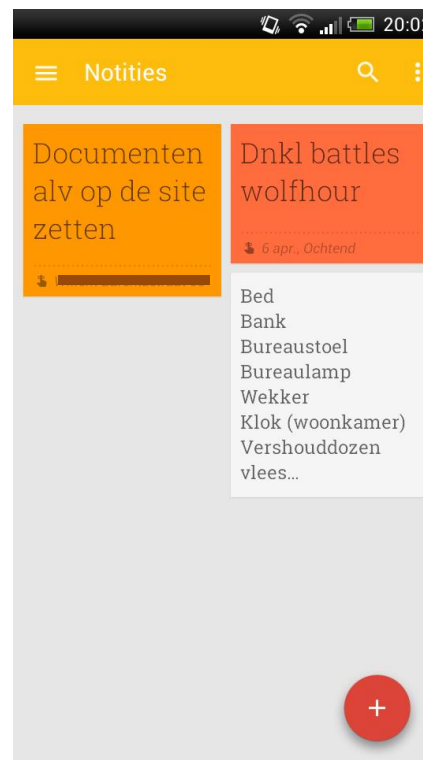 20:0
Notities
Documenten
alv op de site
zetten
Dnkl battles
wolfhour
6 apr., Ochtend
Bed
Bank
Bureaustoel
Bureaulamp
Wekker
Klok (woonkamer)
Vershouddozen
vlees...